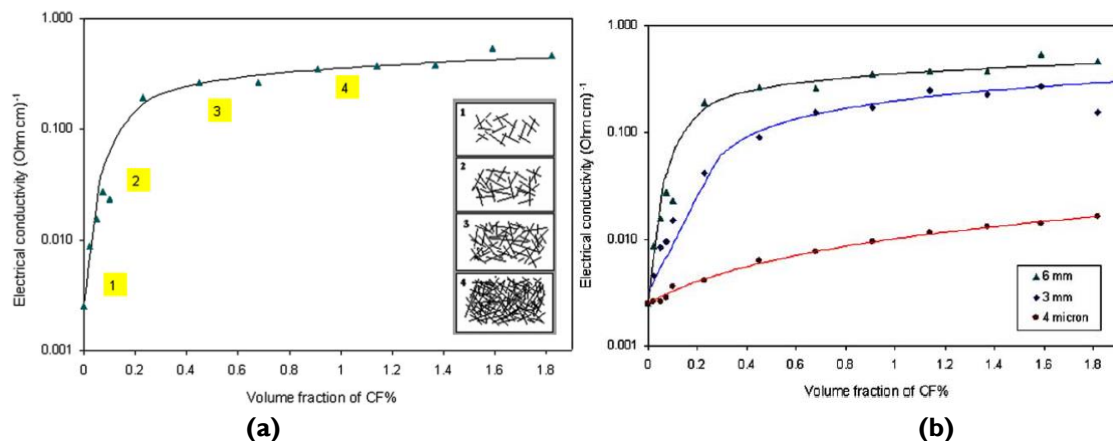 1.000
0.100
0.010
0.001
Electrical conductivity (Ohm cm)⁻¹
1
2
3
4
1
2
3
4
0 0.2 0.4 0.6 0.8 1 1.2 1.4 1.6 1.8
Volume fraction of CF%
(a)
1.000
0.100
0.010
0.001
Electrical conductivity (Ohm cm)⁻¹
6 mm
3 mm
4 micron
0 0.2 0.4 0.6 0.8 1 1.2 1.4 1.6 1.8
Volume fraction of CF%
(b)